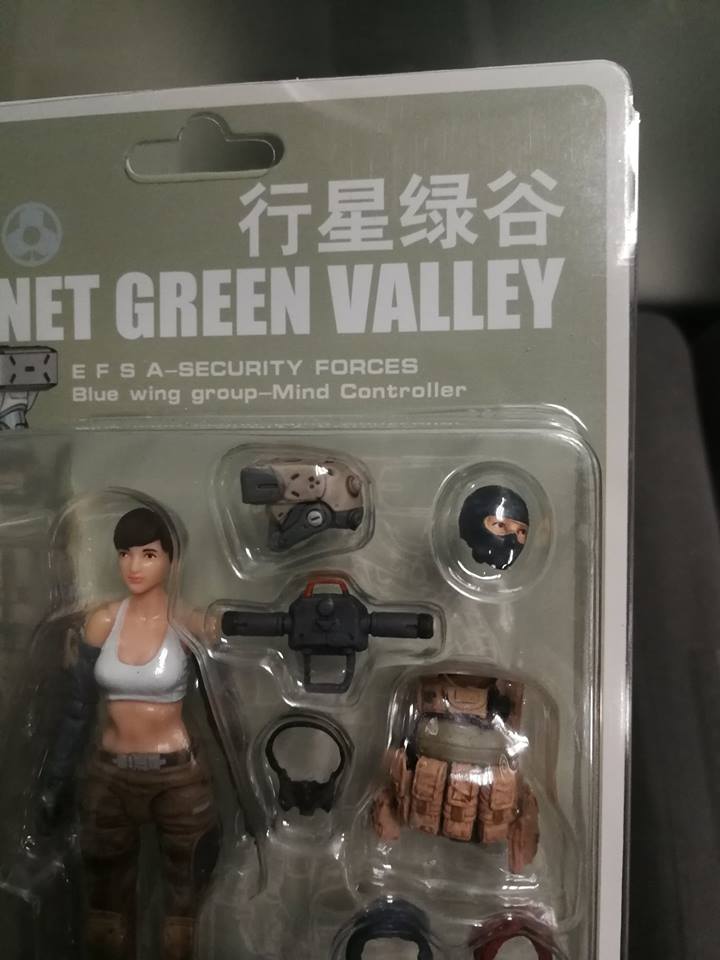 行星绿谷
NET GREEN VALLEY
E F S A–SECURITY FORCES
Blue wing group–Mind Controller